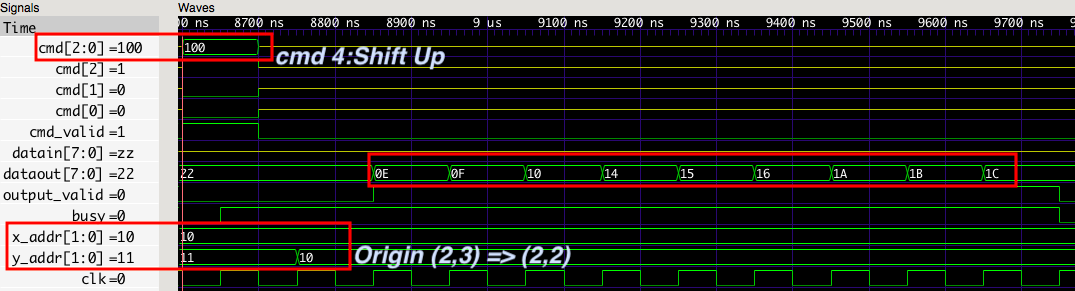 Signals Waves
Time 00 ns 8700 ns 8800 ns 8900 ns 9 us 9100 ns 9200 ns 9300 ns 9400 ns 9500 ns 9600 ns 9700 ns
cmd[2:0] =100 100
cmd 4:Shift Up
cmd[2] =1
cmd[1] =0
cmd[0] =0
cmd_valid =1
datain[7:0] =zz
dataout[7:0] =22 22 0E 0F 10 14 15 16 1A 1B 1C
output_valid =0
busy =0
x_addr[1:0] =10 10
y_addr[1:0] =11 11 10 Origin (2,3) => (2,2)
clk =0